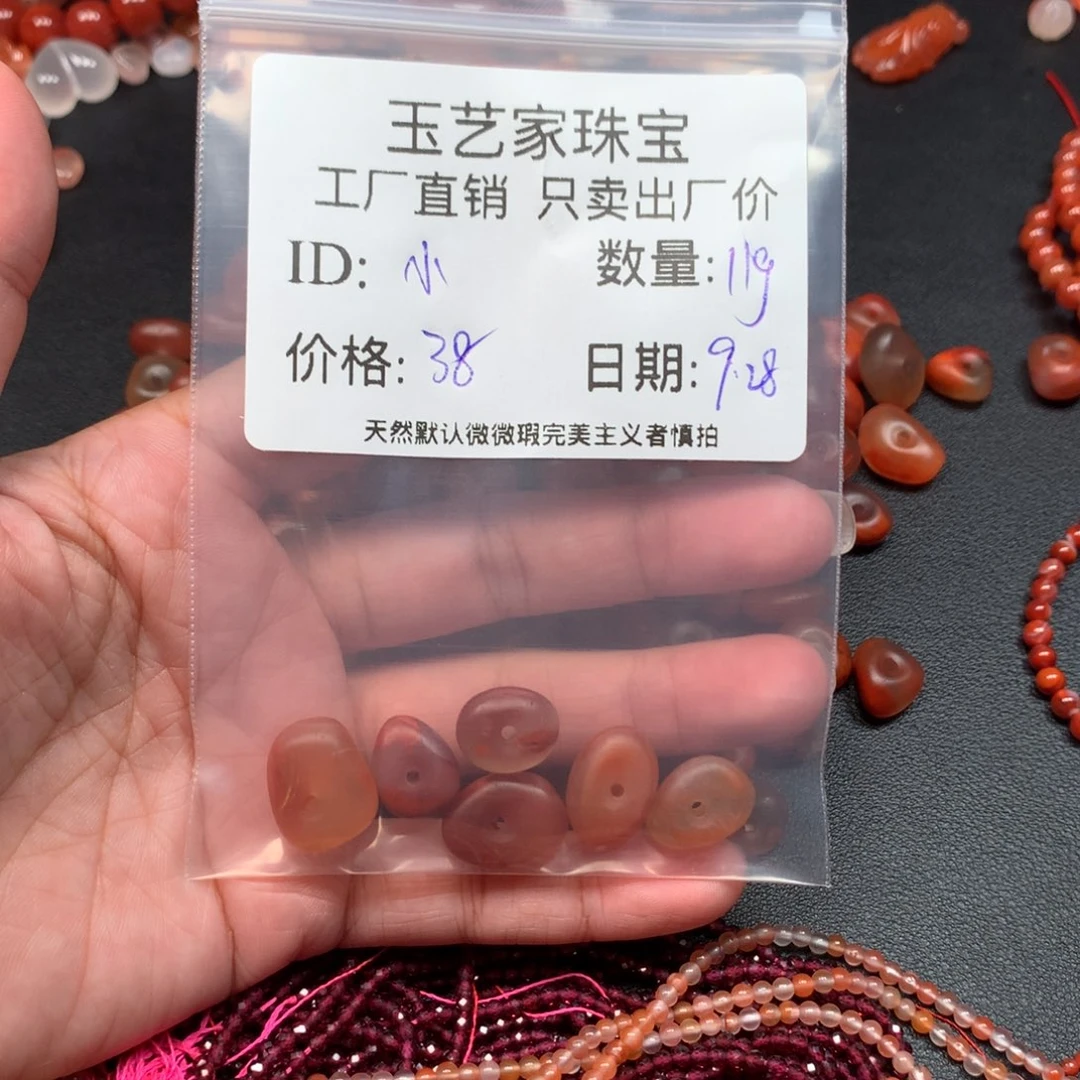 玉艺家珠宝
工厂直销 只卖出厂价
ID: 小 数量: 11g
价格: 38 日期: 9.28
天然默认微微瑕完美主义者慎拍